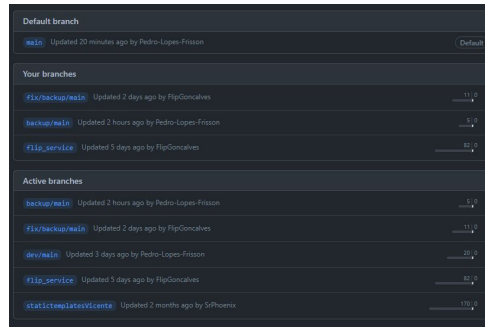 Default branch
main Updated 20 minutes ago by Pedro-Lopes-Frisson Default
Your branches
fix/backup/main Updated 2 days ago by FlipGoncalves 11|0
backup/main Updated 2 hours ago by Pedro-Lopes-Frisson 5|0
flip_service Updated 5 days ago by FlipGoncalves 82|0
Active branches
backup/main Updated 2 hours ago by Pedro-Lopes-Frisson 5|0
fix/backup/main Updated 2 days ago by FlipGoncalves 11|0
dev/main Updated 3 days ago by Pedro-Lopes-Frisson 20|0
flip_service Updated 5 days ago by FlipGoncalves 82|0
statictemplatesVicente Updated 2 months ago by SrPhoenix 170|0